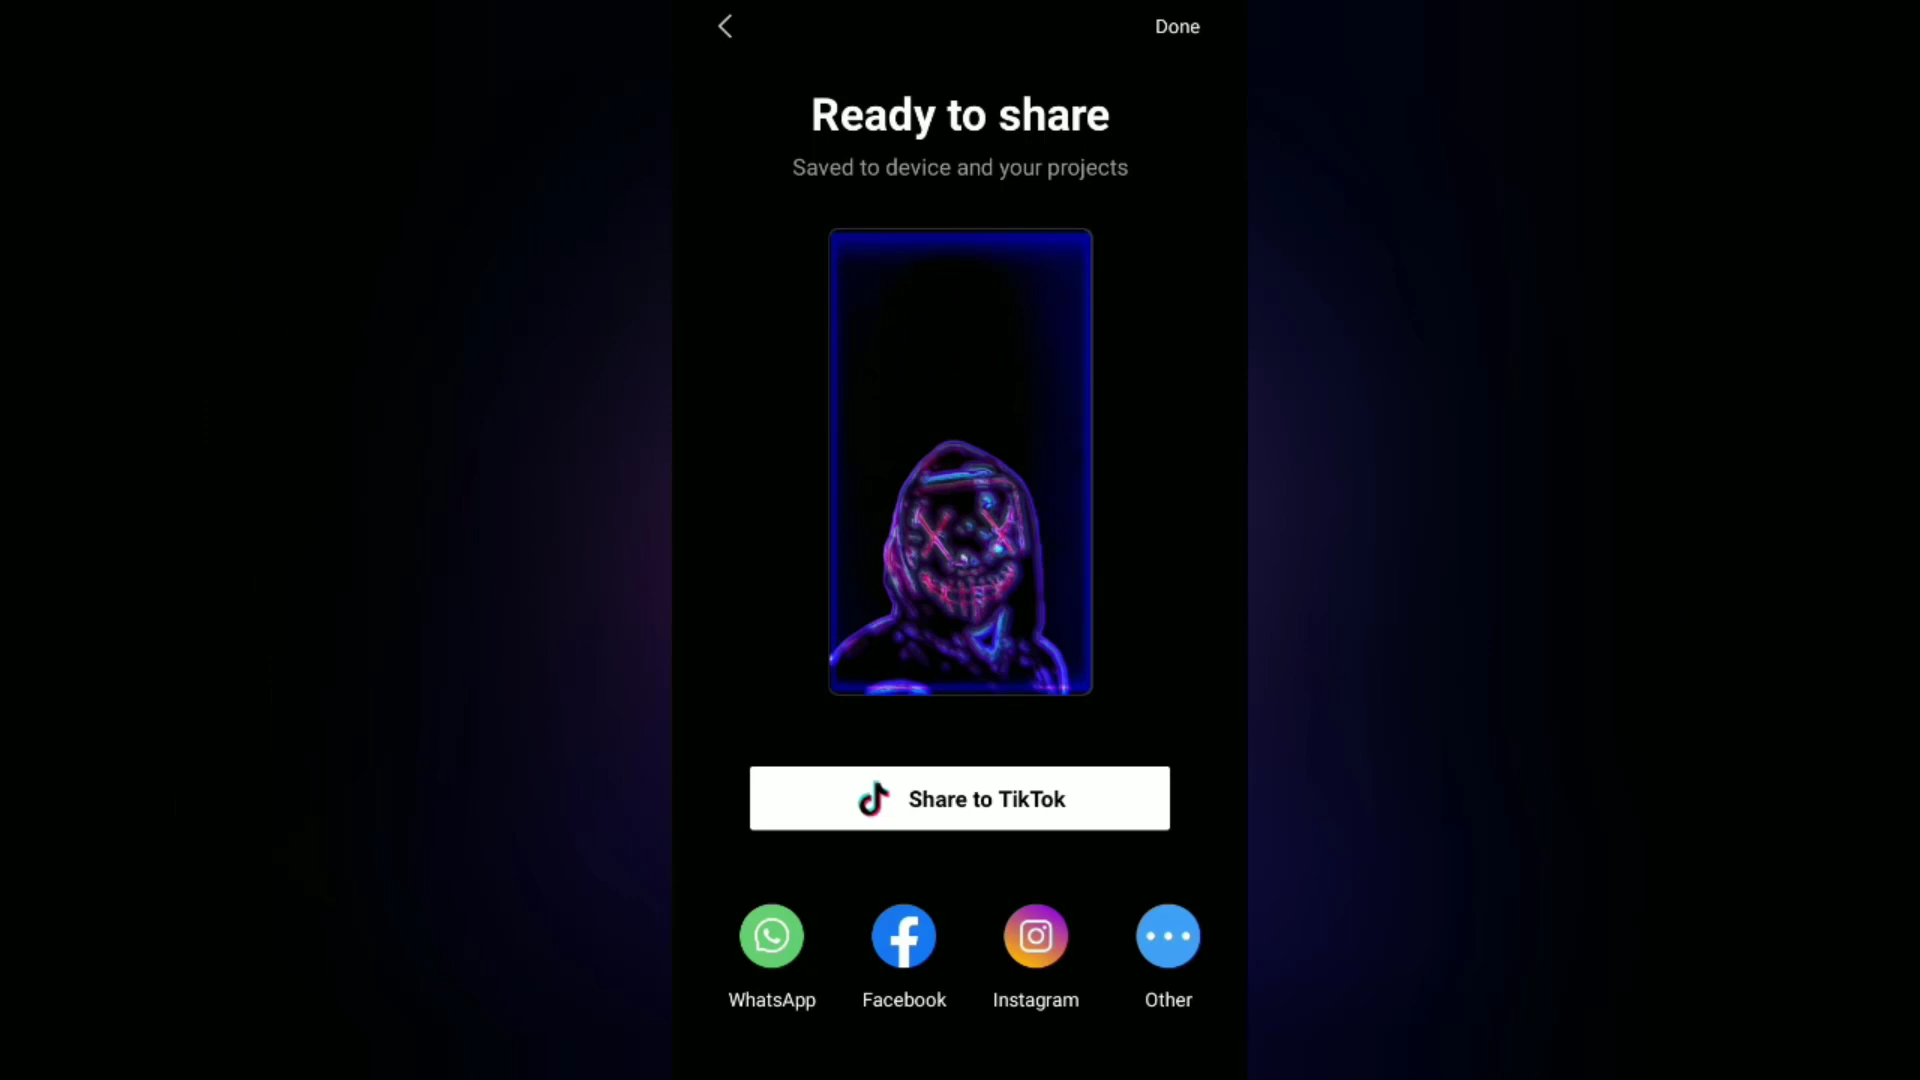 Done
Ready to share
Saved to device and your projects
Share to TikTok
WhatsApp
Facebook
Instagram
Other